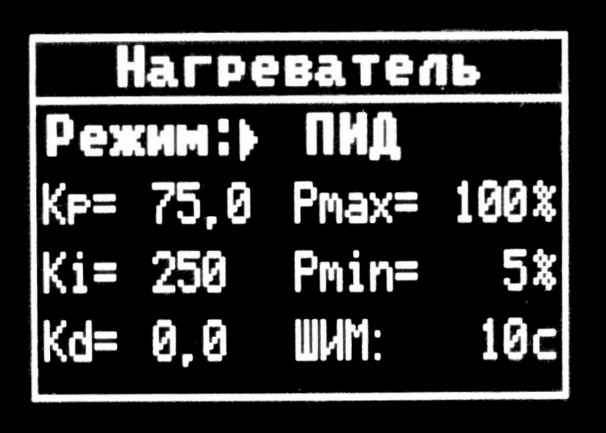 Нагреватель
Режим: ПИД
Kp= 75,0 Pmax= 100%
Ki= 250 Pmin= 5%
Kd= 0,0 ШИМ: 10с